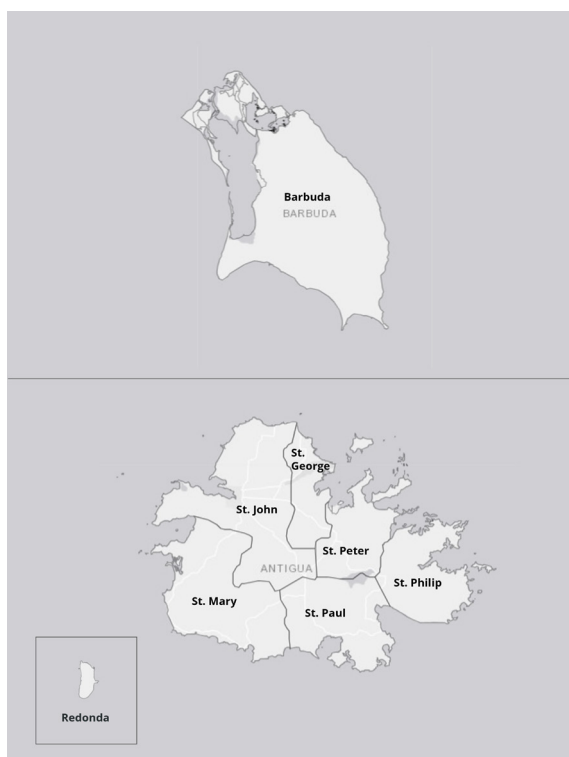 Barbuda
BARBUDA
St.
George
St. John
St. Peter
ANTIGUA
St. Philip
St. Mary
St. Paul
Redonda